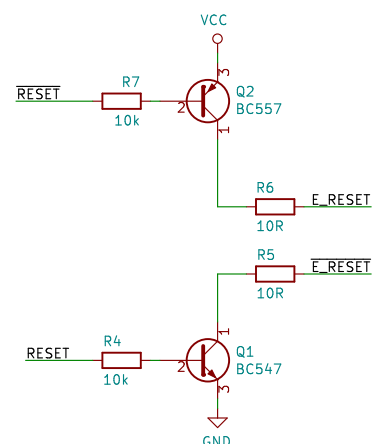 VCC
3
R7
RESET
Q2
2
BC557
10k
1
R6
E_RESET
10R
R5
E_RESET
10R
1
R4
Q1
RESET
2
BC547
10k
3
GND